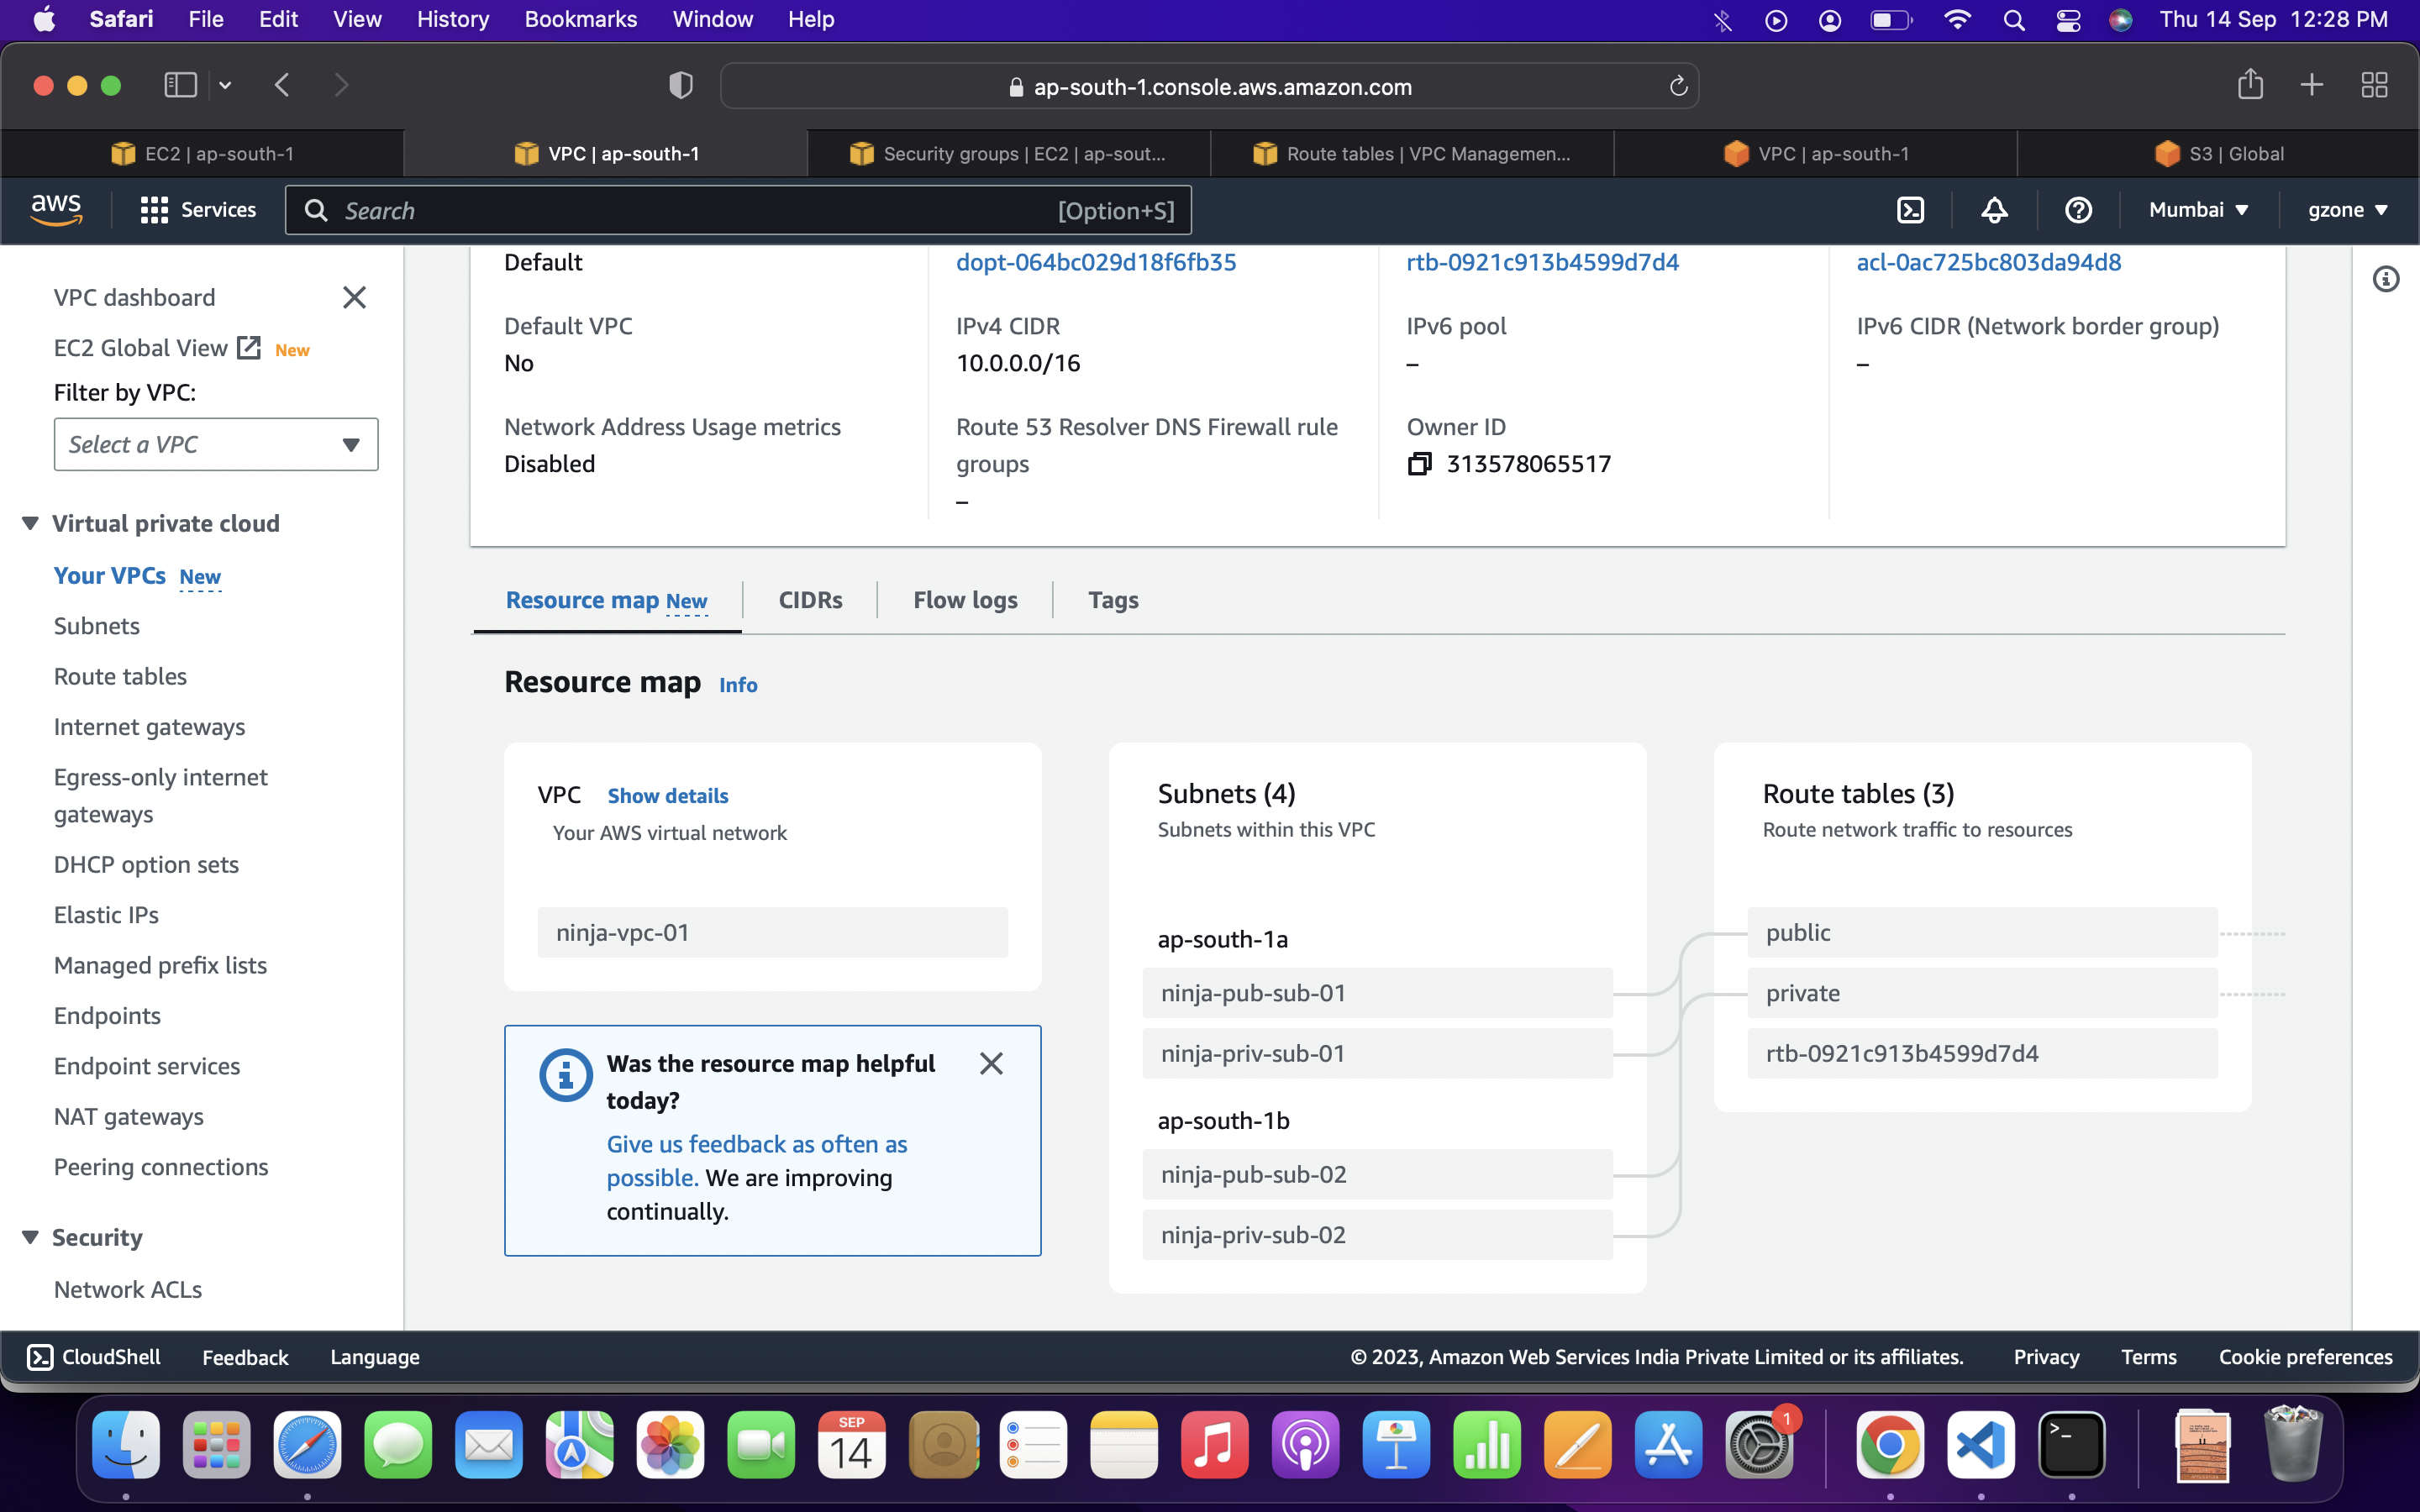 Safari File Edit View History Bookmarks Window Help Thu 14 Sep 12:28 PM
ap-south-1.console.aws.amazon.com
EC2 | ap-south-1
VPC | ap-south-1
Security groups | EC2 | ap-sout...
Route tables | VPC Managemen...
VPC | ap-south-1
S3 | Global
aws
Services
Search
[Option+S]
Mumbai
gzone
VPC dashboard
EC2 Global View New
Filter by VPC:
Select a VPC
Virtual private cloud
Your VPCs New
Subnets
Route tables
Internet gateways
Egress-only internet
gateways
DHCP option sets
Elastic IPs
Managed prefix lists
Endpoints
Endpoint services
NAT gateways
Peering connections
Security
Network ACLs
Default
dopt-064bc029d18f6fb35
rtb-0921c913b4599d7d4
acl-0ac725bc803da94d8
Default VPC
No
IPv4 CIDR
10.0.0.0/16
IPv6 pool
–
IPv6 CIDR (Network border group)
–
Network Address Usage metrics
Disabled
Route 53 Resolver DNS Firewall rule
groups
–
Owner ID
313578065517
Resource map New
CIDRs
Flow logs
Tags
Resource map Info
VPC Show details
Your AWS virtual network
ninja-vpc-01
Was the resource map helpful
today?
Give us feedback as often as
possible. We are improving
continually.
Subnets (4)
Subnets within this VPC
ap-south-1a
ninja-pub-sub-01
ninja-priv-sub-01
ap-south-1b
ninja-pub-sub-02
ninja-priv-sub-02
Route tables (3)
Route network traffic to resources
public
private
rtb-0921c913b4599d7d4
CloudShell Feedback Language
© 2023, Amazon Web Services India Private Limited or its affiliates. Privacy Terms Cookie preferences
SEP
14
1